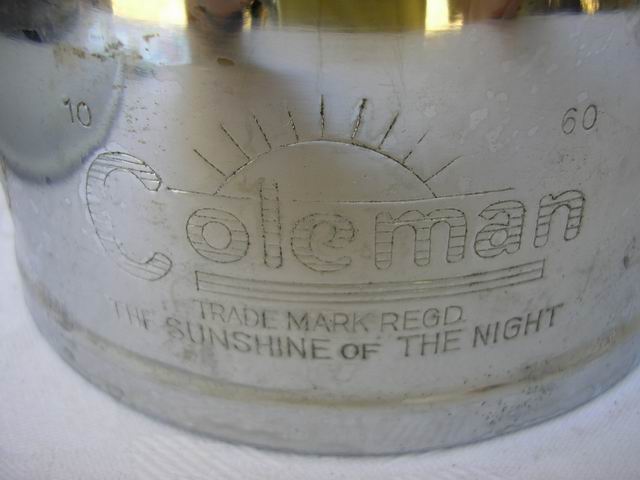 10 60
Coleman
TRADE MARK REGD.
THE SUNSHINE OF THE NIGHT